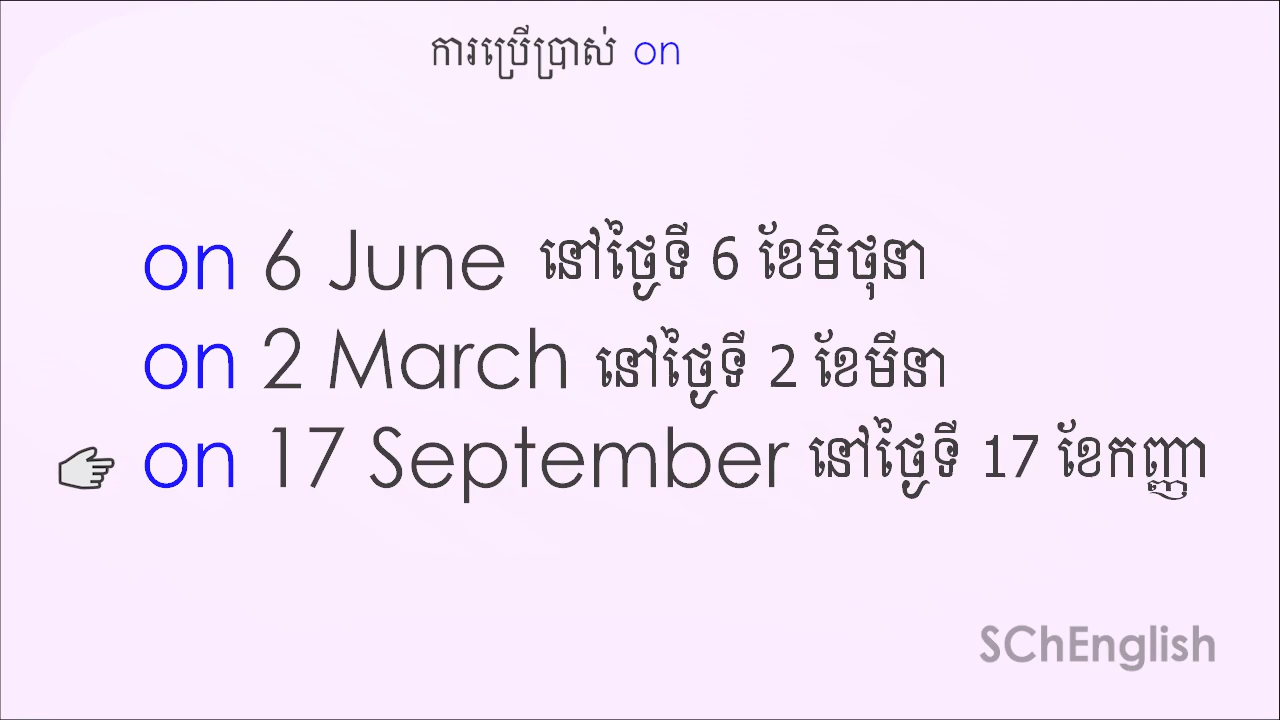 ការប្រើប្រាស់ on
on 6 June នៅថ្ងៃទី 6 ខែមិថុនា
on 2 March នៅថ្ងៃទី 2 ខែមីនា
on 17 September នៅថ្ងៃទី 17 ខែកញ្ញា
SChEnglish